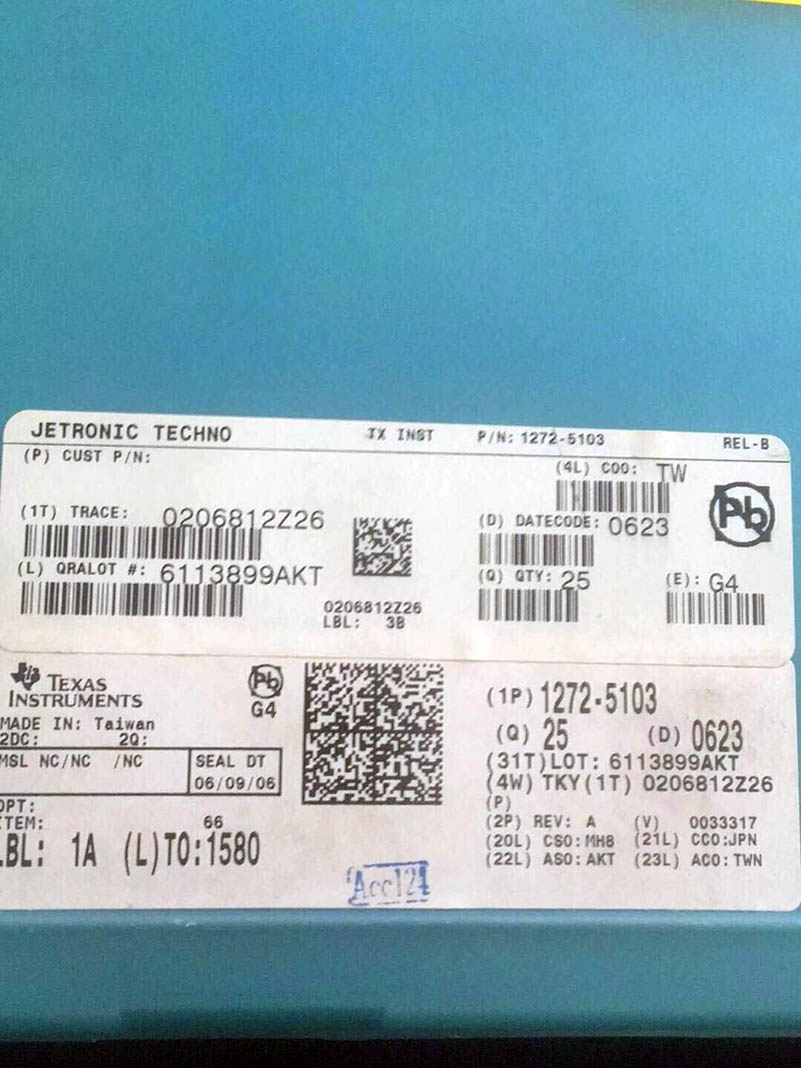 JETRONIC TECHNO TX INST P/N: 1272-5103 REL-B
(P) CUST P/N:
(4L) COO: TW
Pb
(1T) TRACE: 0206812Z26
(D) DATECODE: 0623
(L) QRALOT #: 6113899AKT
(Q) QTY: 25
(E): G4
0206812Z26
LBL: 3B
TEXAS
INSTRUMENTS
Pb
G4
MADE IN: Taiwan
2DC: 2Q:
MSL NC/NC /NC
SEAL DT
06/09/06
OPT:
ITEM: 66
LBL: 1A (L)TO:1580
(1P) 1272-5103
(Q) 25 (D) 0623
(31T)LOT: 6113899AKT
(4W) TKY(1T) 0206812Z26
(P)
(2P) REV: A (V) 0033317
(20L) CSO:MH8 (21L) CCO:JPN
(22L) ASO:AKT (23L) ACO:TWN
Acc124